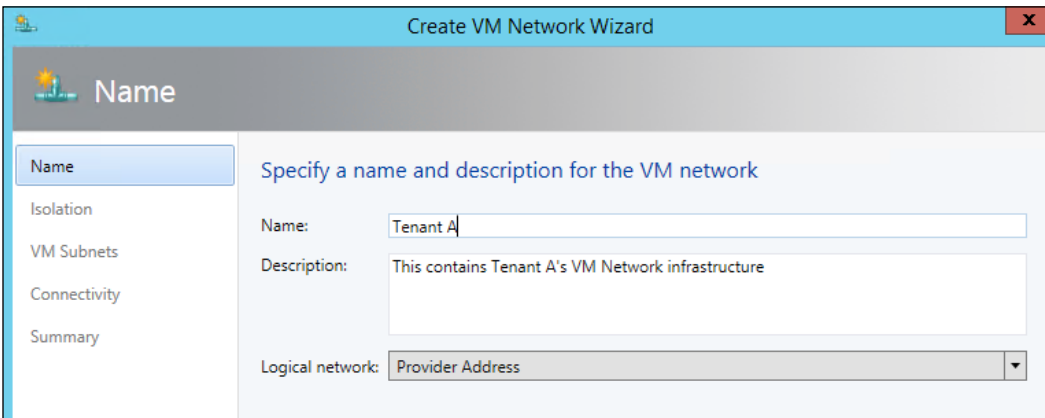 Create VM Network Wizard
x
Name
Name
Isolation
VM Subnets
Connectivity
Summary
Specify a name and description for the VM network
Name: Tenant A
Description: This contains Tenant A's VM Network infrastructure
Logical network: Provider Address